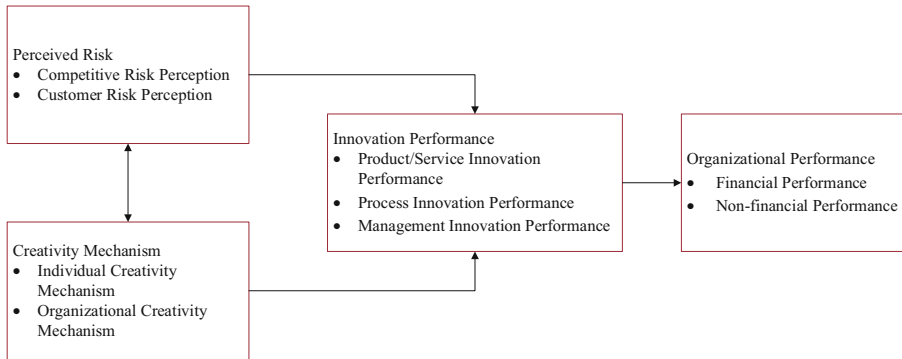 Perceived Risk
• Competitive Risk Perception
• Customer Risk Perception
Creativity Mechanism
• Individual Creativity
Mechanism
• Organizational Creativity
Mechanism
Innovation Performance
• Product/Service Innovation
Performance
• Process Innovation Performance
• Management Innovation Performance
Organizational Performance
• Financial Performance
• Non-financial Performance